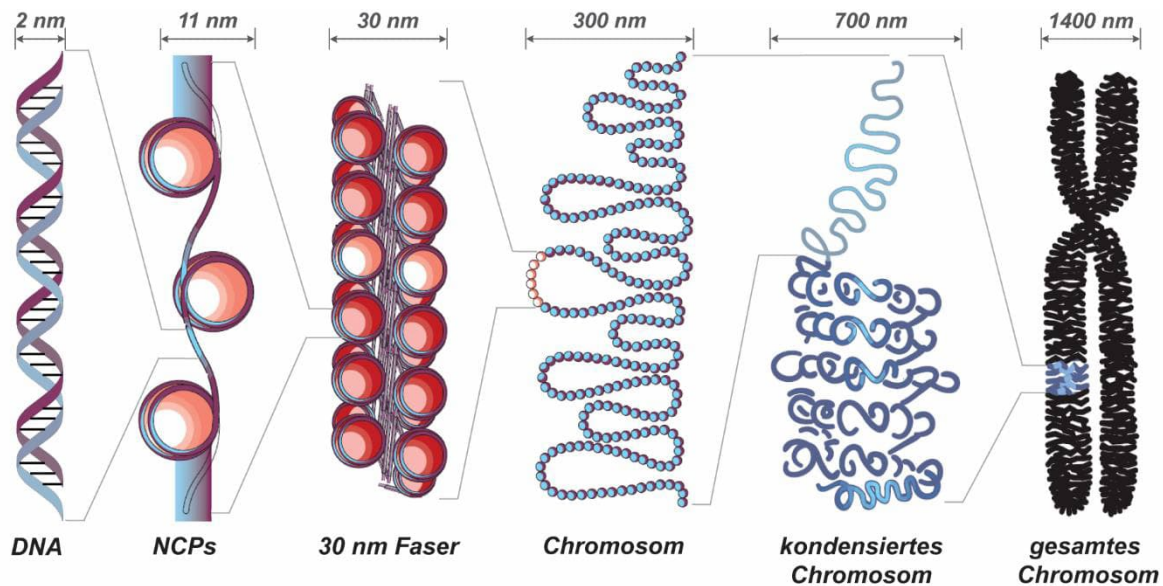 2 nm
11 nm
30 nm
300 nm
700 nm
1400 nm
DNA
NCPs
30 nm Faser
Chromosom
kondensiertes
Chromosom
gesamtes
Chromosom